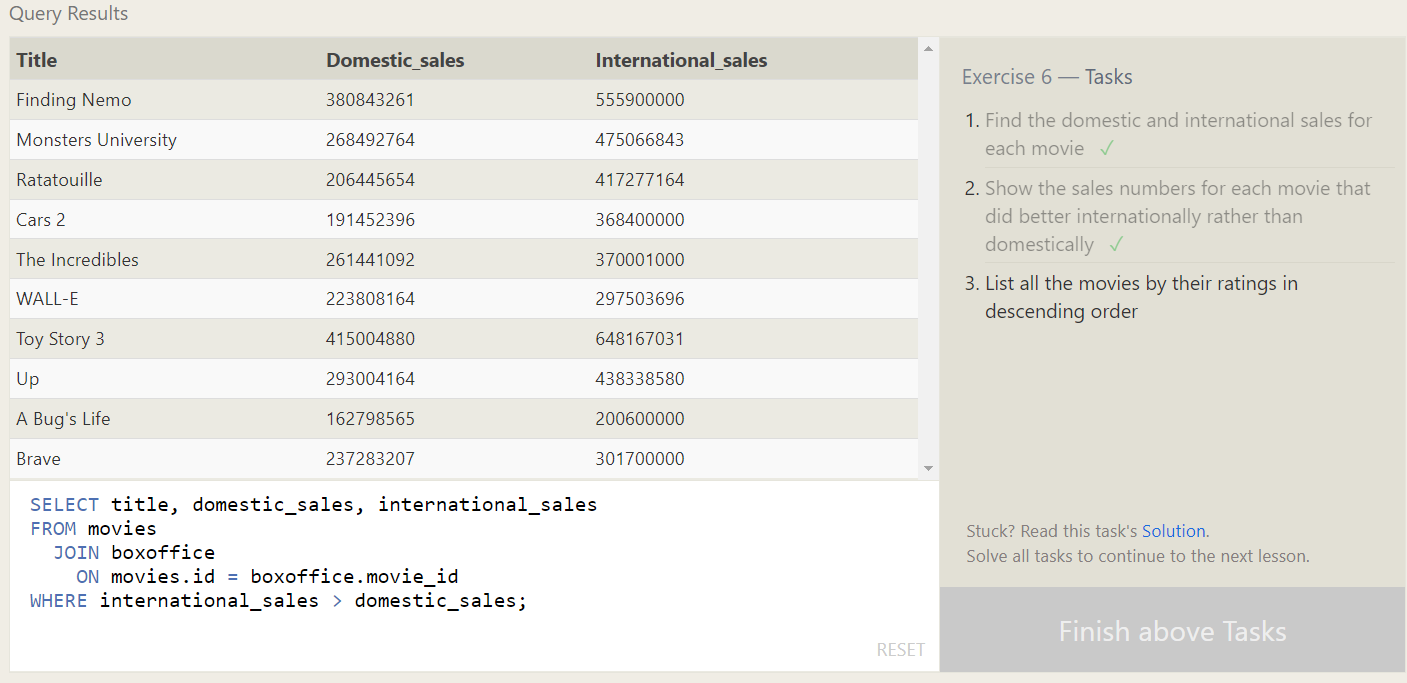 Query Results
Title Domestic_sales International_sales
Finding Nemo 380843261 555900000
Monsters University 268492764 475066843
Ratatouille 206445654 417277164
Cars 2 191452396 368400000
The Incredibles 261441092 370001000
WALL-E 223808164 297503696
Toy Story 3 415004880 648167031
Up 293004164 438338580
A Bug's Life 162798565 200600000
Brave 237283207 301700000
SELECT title, domestic_sales, international_sales
FROM movies
  JOIN boxoffice
    ON movies.id = boxoffice.movie_id
WHERE international_sales > domestic_sales;
RESET
Exercise 6 — Tasks
1. Find the domestic and international sales for
each movie ✓
2. Show the sales numbers for each movie that
did better internationally rather than
domestically ✓
3. List all the movies by their ratings in
descending order
Stuck? Read this task's Solution.
Solve all tasks to continue to the next lesson.
Finish above Tasks